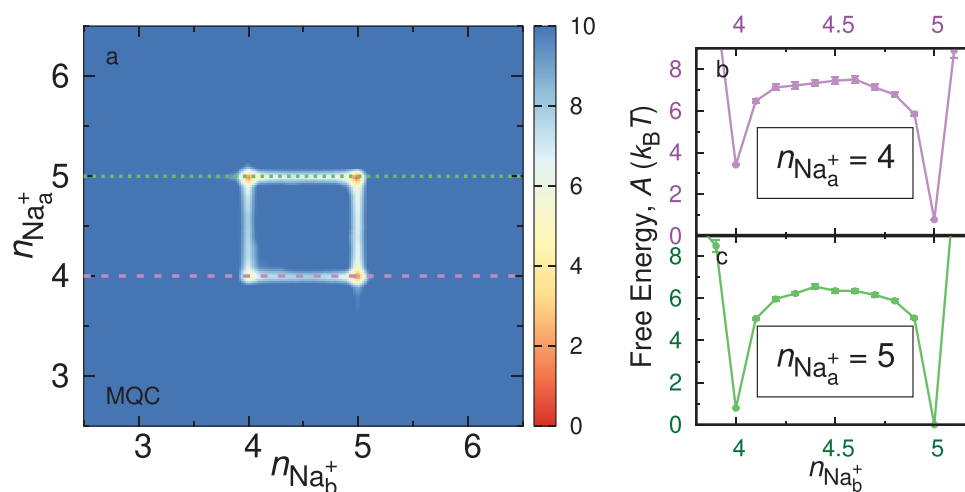 a
6
5
4
3
n_{Na_a^+}
MQC
3 4 5 6
n_{Na_b^+}
10
8
6
4
2
0
4 4.5 5
b
8
6
4
2
0
n_{Na_a^+} = 4
Free Energy, A (k_BT)
c
8
6
4
2
0
n_{Na_a^+} = 5
4 4.5 5
n_{Na_b^+}